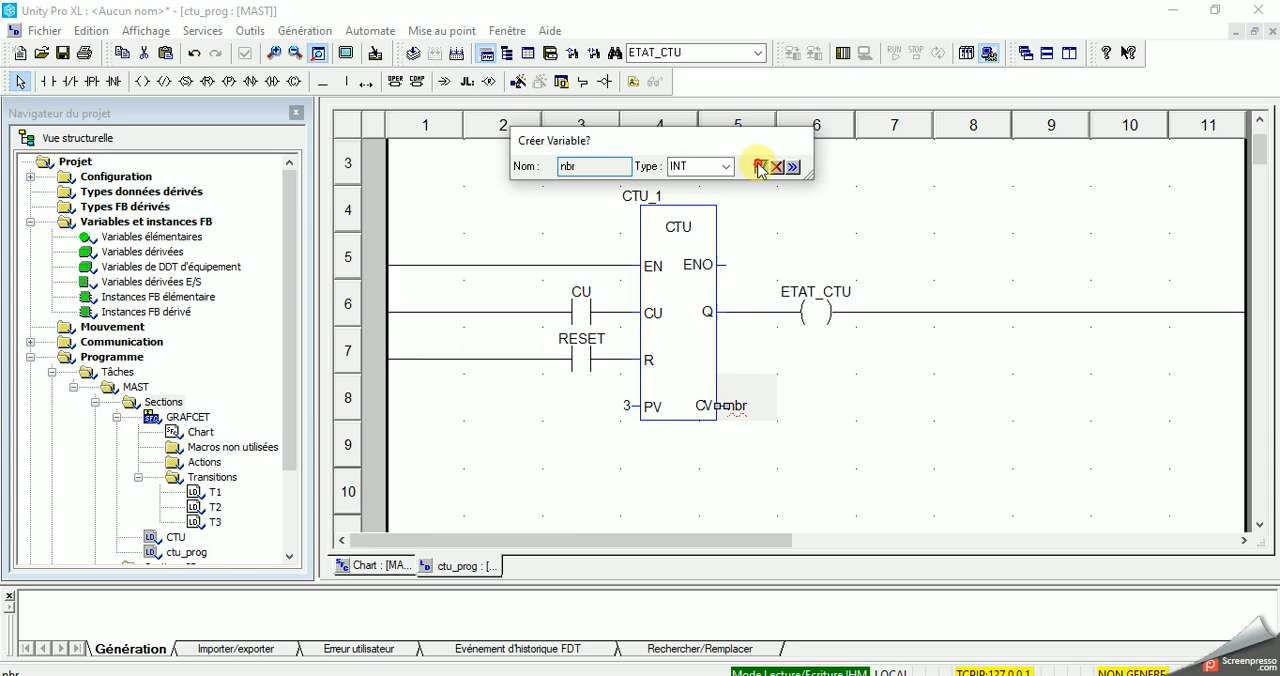 Unity Pro XL : <Aucun nom>* - [ctu_prog : [MAST]]
Fichier Edition Affichage Services Outils Génération Automate Mise au point Fenêtre Aide
ETAT_CTU
RUN STOP
Navigateur du projet
Vue structurelle
Projet
Configuration
Types données dérivés
Types FB dérivés
Variables et instances FB
Variables élémentaires
Variables dérivées
Variables de DDT d'équipement
Variables dérivées E/S
Instances FB élémentaire
Instances FB dérivé
Mouvement
Communication
Programme
Tâches
MAST
Sections
GRAFCET
Chart
Macros non utilisées
Actions
Transitions
T1
T2
T3
CTU
ctu_prog
1 2 3 4 5 6 7 8 9 10 11
Créer Variable?
Nom : nbr Type : INT
3
4
5
6
7
8
9
10
CTU_1
CTU
EN ENO
CU ETAT_CTU
CU Q
RESET
R
3 PV CV nbr
Chart : [MA... ctu_prog : [...
Génération Importer/exporter Erreur utilisateur Evénement d'historique FDT Rechercher/Remplacer
nbr Mode Lecture/Ecriture IHM LOCAL TCPIP:127.0.0.1 NON GENERE
Screenpresso
.com